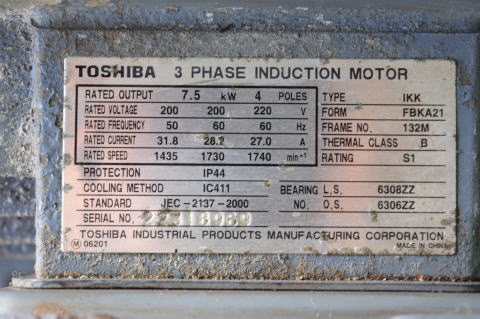 TOSHIBA 3 PHASE INDUCTION MOTOR
RATED OUTPUT 7.5 kW 4 POLES TYPE IKK
RATED VOLTAGE 200 200 220 V FORM FBKA21
RATED FREQUENCY 50 60 60 Hz FRAME NO. 132M
RATED CURRENT 31.8 28.2 27.0 A THERMAL CLASS B
RATED SPEED 1435 1730 1740 min⁻¹ RATING S1
PROTECTION IP44
COOLING METHOD IC411 BEARING L.S. 6308ZZ
STANDARD JEC-2137-2000 NO. O.S. 6306ZZ
SERIAL NO.
TOSHIBA INDUSTRIAL PRODUCTS MANUFACTURING CORPORATION
Ⓜ 06201 MADE IN CHINA